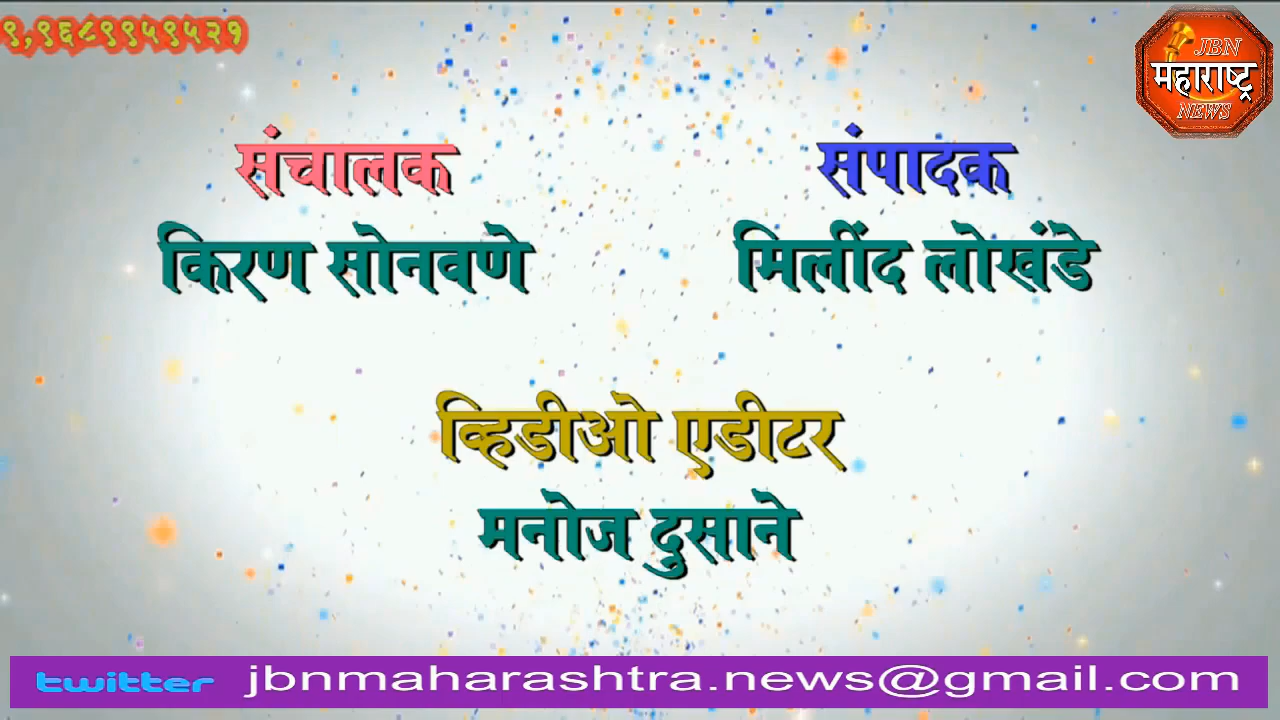 ९,९६८९९५९५२१
JBN
महाराष्ट्र
NEWS
संचालक
संपादक
किरण सोनवणे
मिलींद लोखंडे
व्हिडीओ एडीटर
मनोज दुसाने
twitter jbnmaharashtra.news@gmail.com